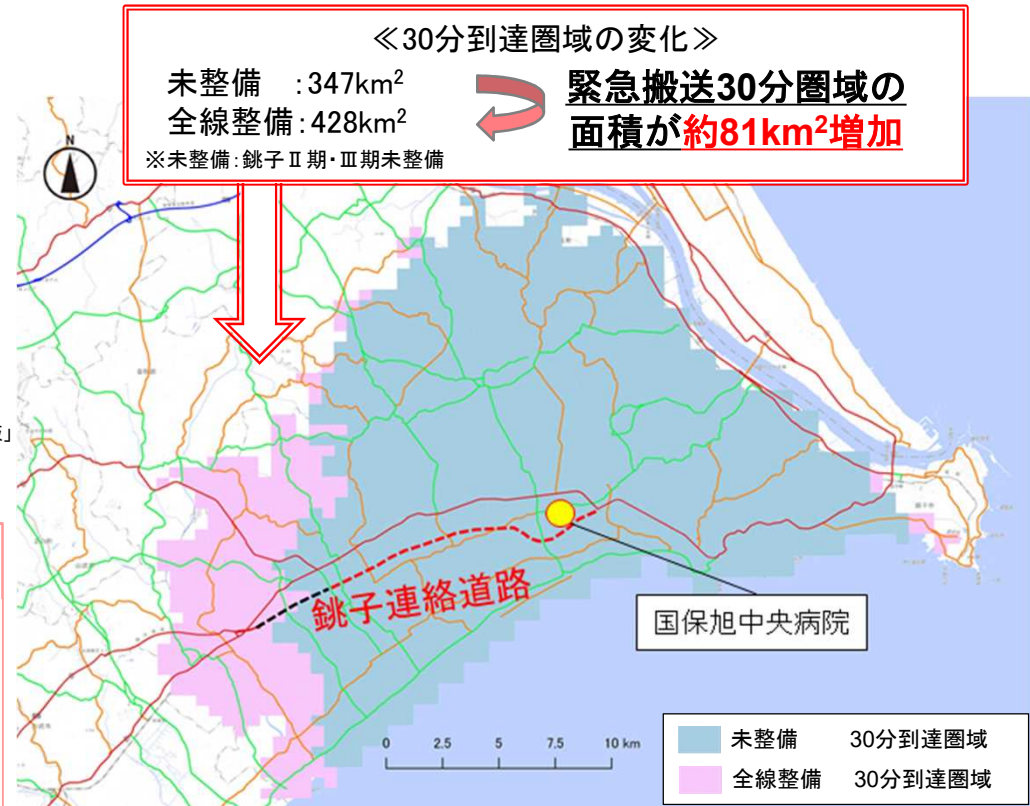 ≪30分到達圏域の変化≫
未整備 :347km²
全線整備:428km²
※未整備:銚子Ⅱ期・Ⅲ期未整備
緊急搬送30分圏域の
面積が約81km²増加
N
銚子連絡道路
国保旭中央病院
0 2.5 5 7.5 10 km
未整備 30分到達圏域
全線整備 30分到達圏域